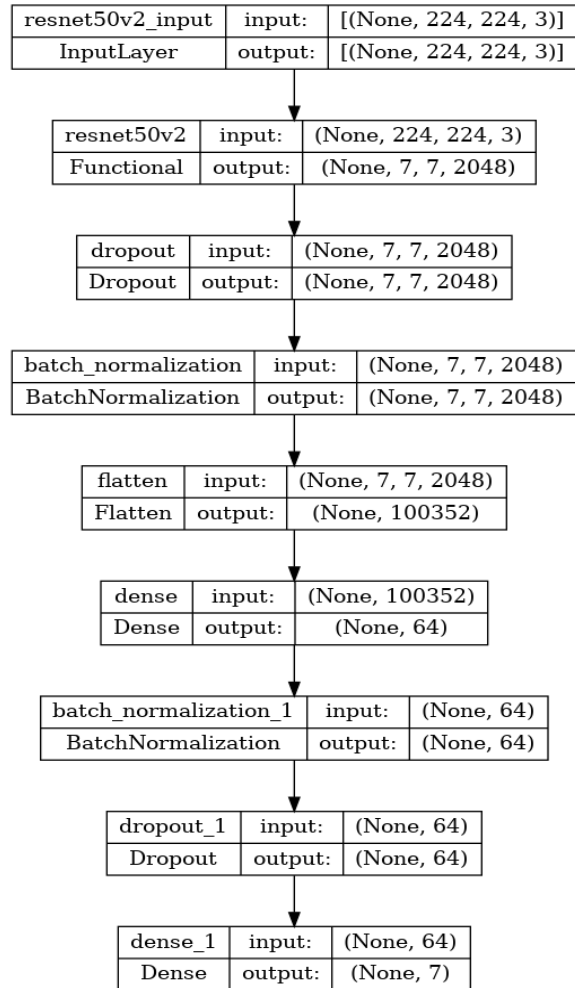 resnet50v2_input input: [(None, 224, 224, 3)]
InputLayer output: [(None, 224, 224, 3)]
resnet50v2 input: (None, 224, 224, 3)
Functional output: (None, 7, 7, 2048)
dropout input: (None, 7, 7, 2048)
Dropout output: (None, 7, 7, 2048)
batch_normalization input: (None, 7, 7, 2048)
BatchNormalization output: (None, 7, 7, 2048)
flatten input: (None, 7, 7, 2048)
Flatten output: (None, 100352)
dense input: (None, 100352)
Dense output: (None, 64)
batch_normalization_1 input: (None, 64)
BatchNormalization output: (None, 64)
dropout_1 input: (None, 64)
Dropout output: (None, 64)
dense_1 input: (None, 64)
Dense output: (None, 7)